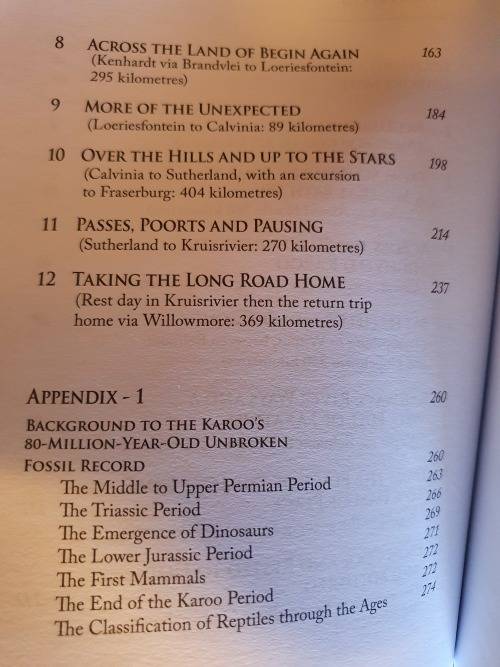 8 ACROSS THE LAND OF BEGIN AGAIN 163
(Kenhardt via Brandvlei to Loeriesfontein:
295 kilometres)
9 MORE OF THE UNEXPECTED 184
(Loeriesfontein to Calvinia: 89 kilometres)
10 OVER THE HILLS AND UP TO THE STARS 198
(Calvinia to Sutherland, with an excursion
to Fraserburg: 404 kilometres)
11 PASSES, POORTS AND PAUSING 214
(Sutherland to Kruisrivier: 270 kilometres)
12 TAKING THE LONG ROAD HOME 237
(Rest day in Kruisrivier then the return trip
home via Willowmore: 369 kilometres)
APPENDIX - 1 260
BACKGROUND TO THE KAROO'S
80-MILLION-YEAR-OLD UNBROKEN
FOSSIL RECORD 260
The Middle to Upper Permian Period 263
The Triassic Period 266
The Emergence of Dinosaurs 269
The Lower Jurassic Period 271
The First Mammals 272
The End of the Karoo Period 272
The Classification of Reptiles through the Ages 274